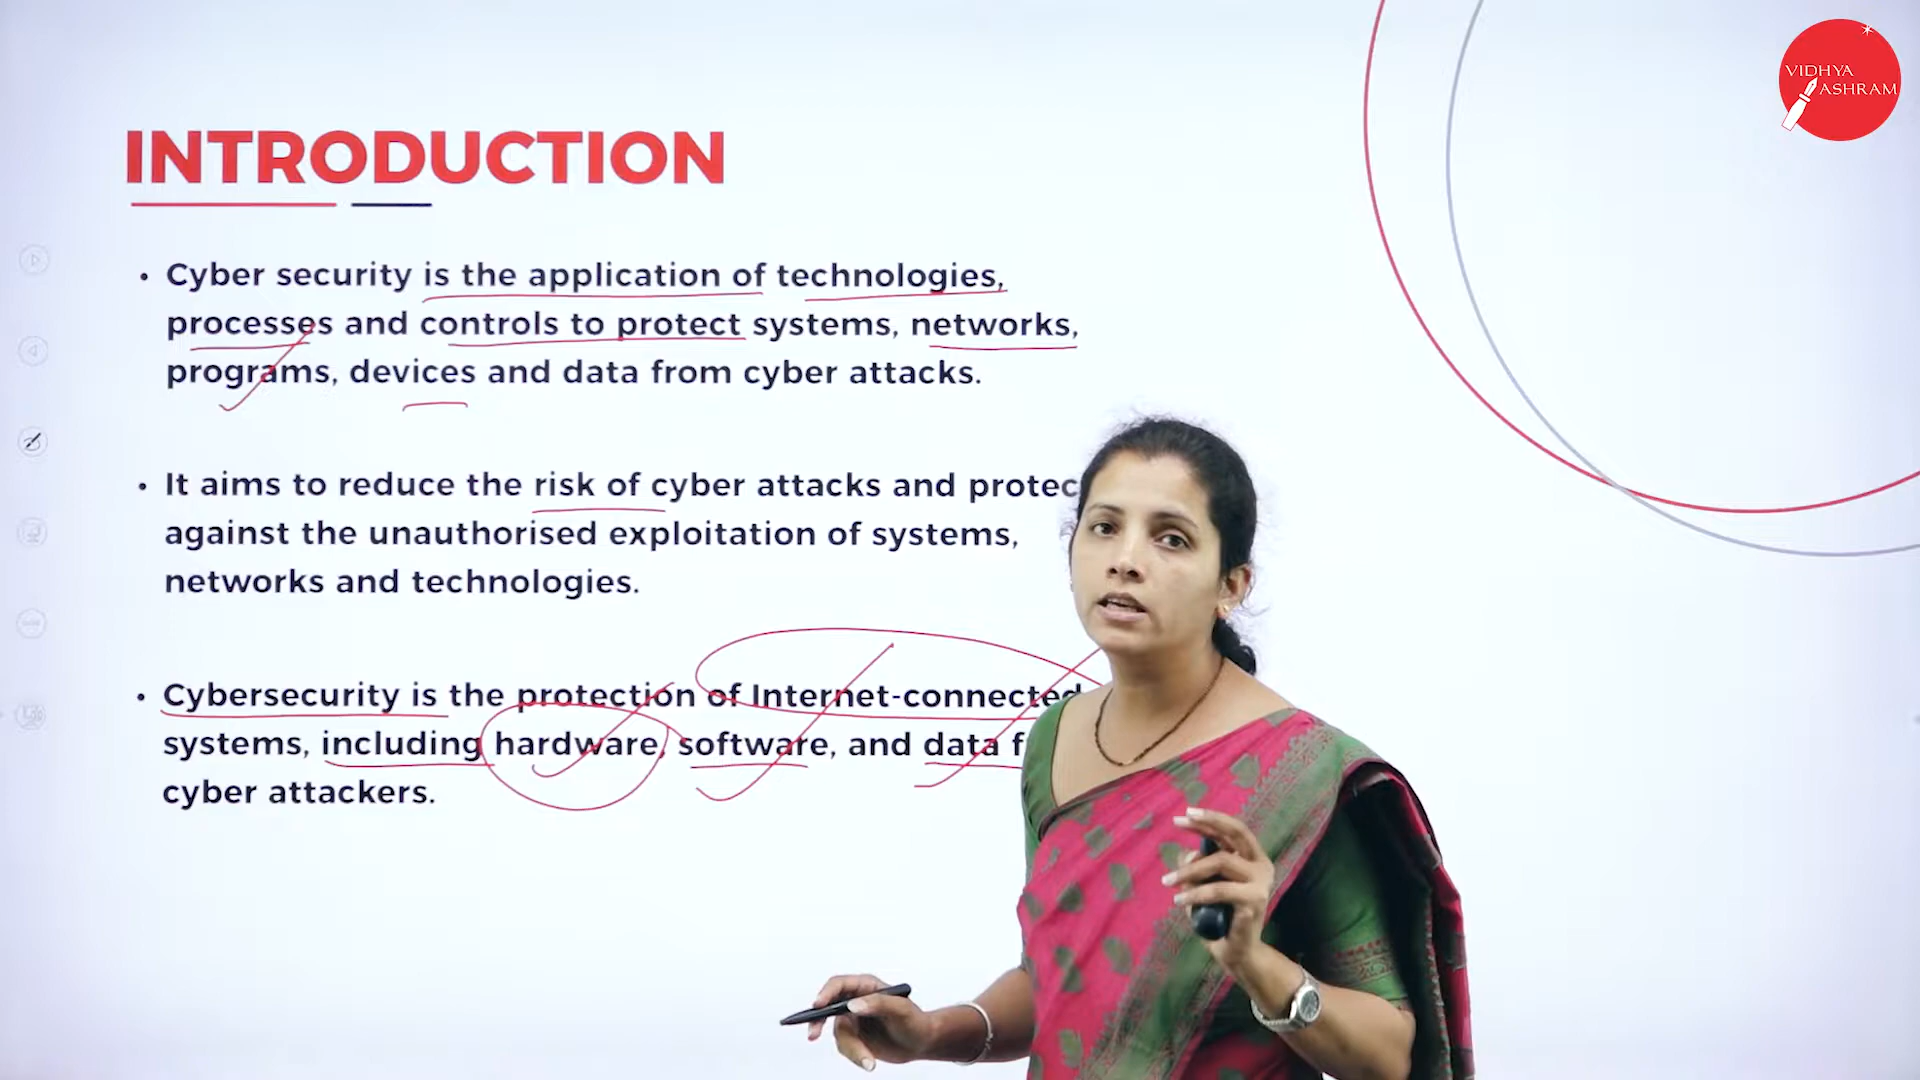 VIDHYA
ASHRAM
INTRODUCTION
• Cyber security is the application of technologies,
processes and controls to protect systems, networks,
programs, devices and data from cyber attacks.
• It aims to reduce the risk of cyber attacks and protec
against the unauthorised exploitation of systems,
networks and technologies.
• Cybersecurity is the protection of Internet-connected
systems, including hardware, software, and data f
cyber attackers.